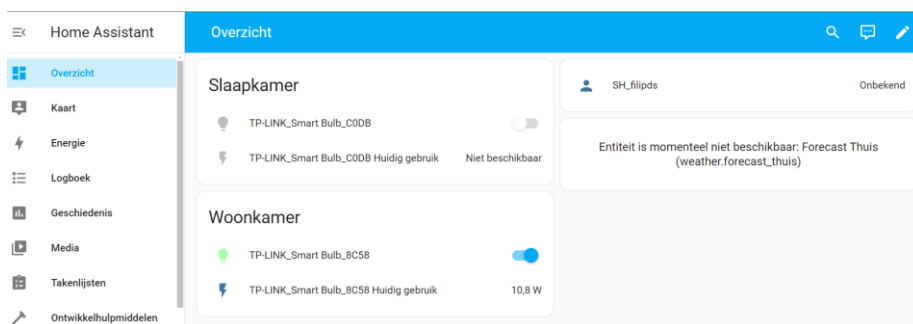 Home Assistant
Overzicht
Kaart
Energie
Logboek
Geschiedenis
Media
Takenlijsten
Ontwikkelhulpmiddelen
Overzicht
Slaapkamer
TP-LINK_Smart Bulb_C0DB
TP-LINK_Smart Bulb_C0DB Huidig gebruik Niet beschikbaar
Woonkamer
TP-LINK_Smart Bulb_8C58
TP-LINK_Smart Bulb_8C58 Huidig gebruik 10,8 W
SH_filipds Onbekend
Entiteit is momenteel niet beschikbaar: Forecast Thuis
(weather.forecast_thuis)